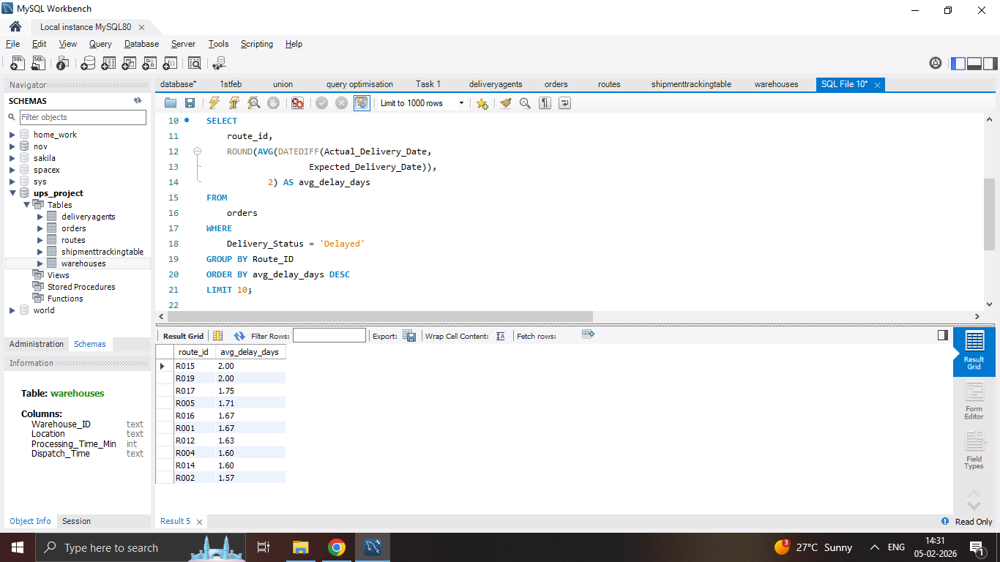 MySQL Workbench
Local instance MySQL80
File Edit View Query Database Server Tools Scripting Help
Navigator
SCHEMAS
Filter objects
home_work
nov
sakila
spacex
sys
ups_project
Tables
deliveryagents
orders
routes
shipmenttrackingtable
warehouses
Views
Stored Procedures
Functions
world
Administration Schemas
Information
Table: warehouses
Columns:
Warehouse_ID text
Location text
Processing_Time_Min int
Dispatch_Time text
Object Info Session
database* 1stfeb union query optimisation Task 1 deliveryagents orders routes shipmenttrackingtable warehouses SQL File 10*
Limit to 1000 rows
10 SELECT
11 route_id,
12 ROUND(AVG(DATEDIFF(Actual_Delivery_Date,
13 Expected_Delivery_Date)),
14 2) AS avg_delay_days
15 FROM
16 orders
17 WHERE
18 Delivery_Status = 'Delayed'
19 GROUP BY Route_ID
20 ORDER BY avg_delay_days DESC
21 LIMIT 10;
22
Result Grid Filter Rows: Export: Wrap Cell Content: IA Fetch rows:
route_id avg_delay_days
R015 2.00
R019 2.00
R017 1.75
R005 1.71
R016 1.67
R001 1.67
R012 1.63
R004 1.60
R014 1.60
R002 1.57
Result
Grid
Form
Editor
Field
Types
Result 5
Read Only
Type here to search
3
27°C Sunny
ENG
14:31
05-02-2026
1